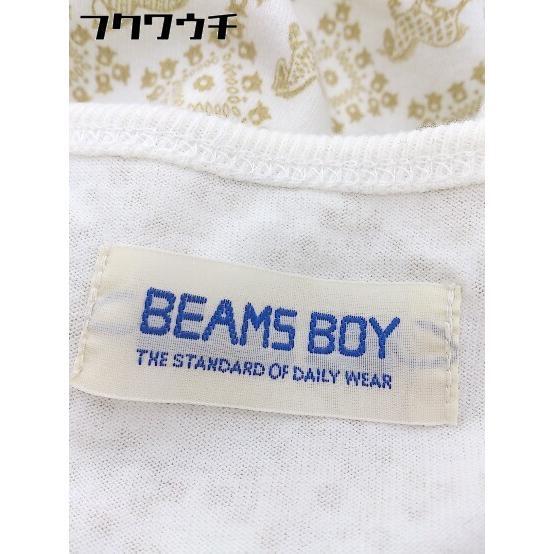 フクワウチ
BEAMS BOY
THE STANDARD OF DAILY WEAR